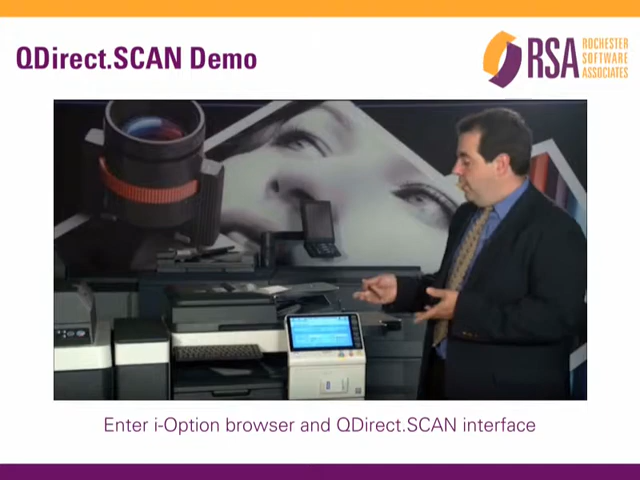 QDirect.SCAN Demo
RSA
ROCHESTER
SOFTWARE
ASSOCIATES
Enter i-Option browser and QDirect.SCAN interface